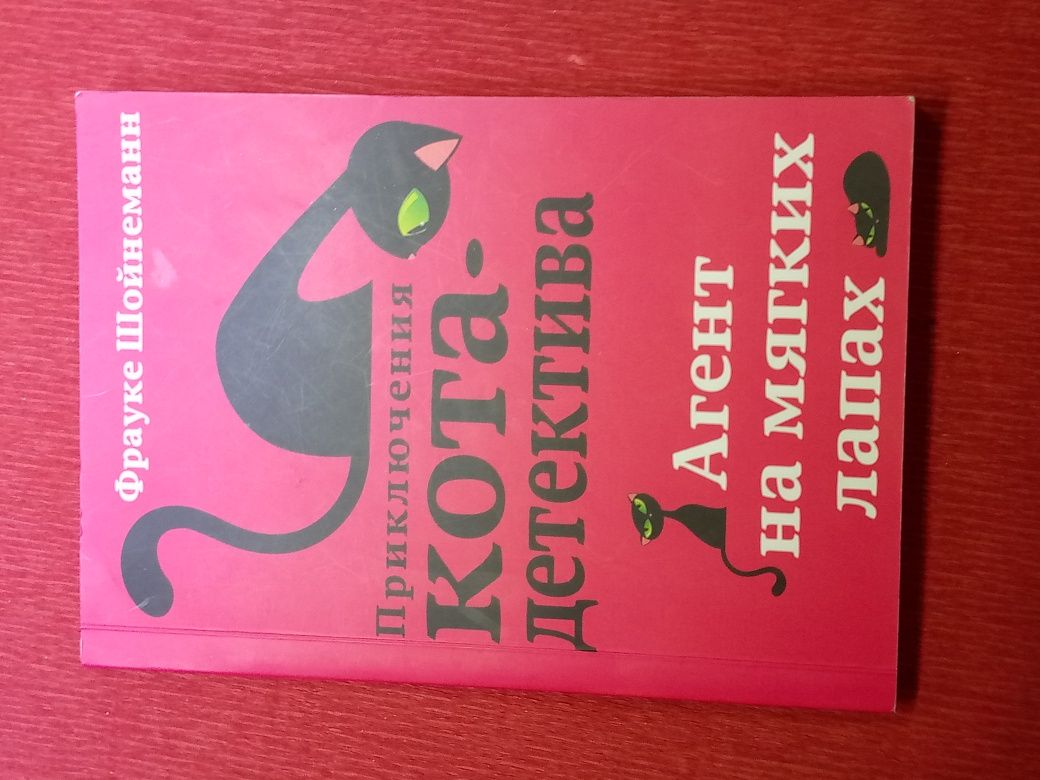 Фрауке Шойнеманн
Приключения
кота-
детектива
Агент
на мягких
лапах